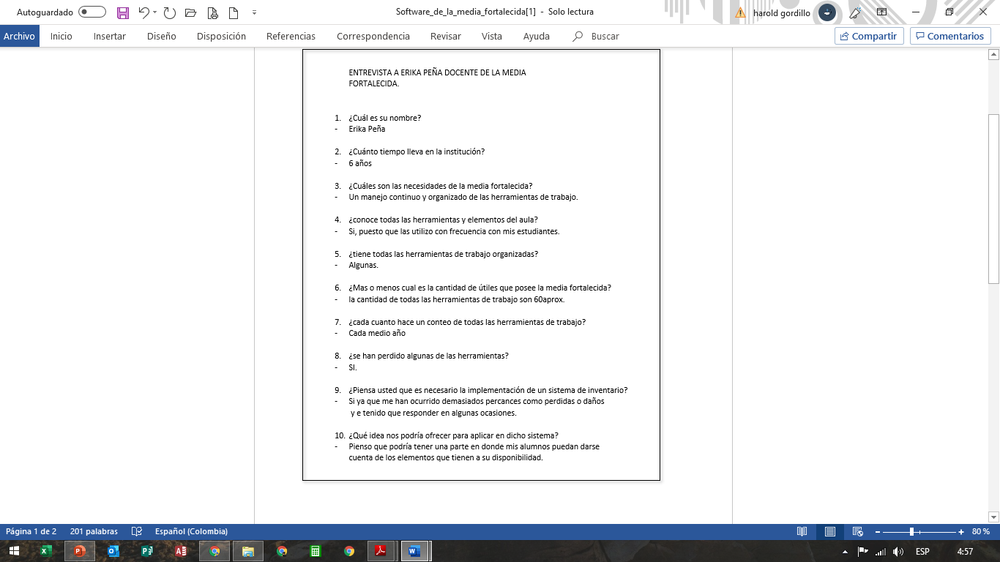 Autoguardado
Software_de_la_media_fortalecida[1] - Solo lectura
harold gordillo
Archivo Inicio Insertar Diseño Disposición Referencias Correspondencia Revisar Vista Ayuda Buscar Compartir Comentarios
ENTREVISTA A ERIKA PEÑA DOCENTE DE LA MEDIA
FORTALECIDA.
1. ¿Cuál es su nombre?
- Erika Peña
2. ¿Cuánto tiempo lleva en la institución?
- 6 años
3. ¿Cuáles son las necesidades de la media fortalecida?
- Un manejo continuo y organizado de las herramientas de trabajo.
4. ¿conoce todas las herramientas y elementos del aula?
- Si, puesto que las utilizo con frecuencia con mis estudiantes.
5. ¿tiene todas las herramientas de trabajo organizadas?
- Algunas.
6. ¿Mas o menos cual es la cantidad de útiles que posee la media fortalecida?
- la cantidad de todas las herramientas de trabajo son 60aprox.
7. ¿cada cuanto hace un conteo de todas las herramientas de trabajo?
- Cada medio año
8. ¿se han perdido algunas de las herramientas?
- SI.
9. ¿Piensa usted que es necesario la implementación de un sistema de inventario?
- Si ya que me han ocurrido demasiados percances como perdidas o daños
y e tenido que responder en algunas ocasiones.
10. ¿Qué idea nos podría ofrecer para aplicar en dicho sistema?
- Pienso que podría tener una parte en donde mis alumnos puedan darse
cuenta de los elementos que tienen a su disponibilidad.
Página 1 de 2 201 palabras Español (Colombia) 80 %
ESP 4:57